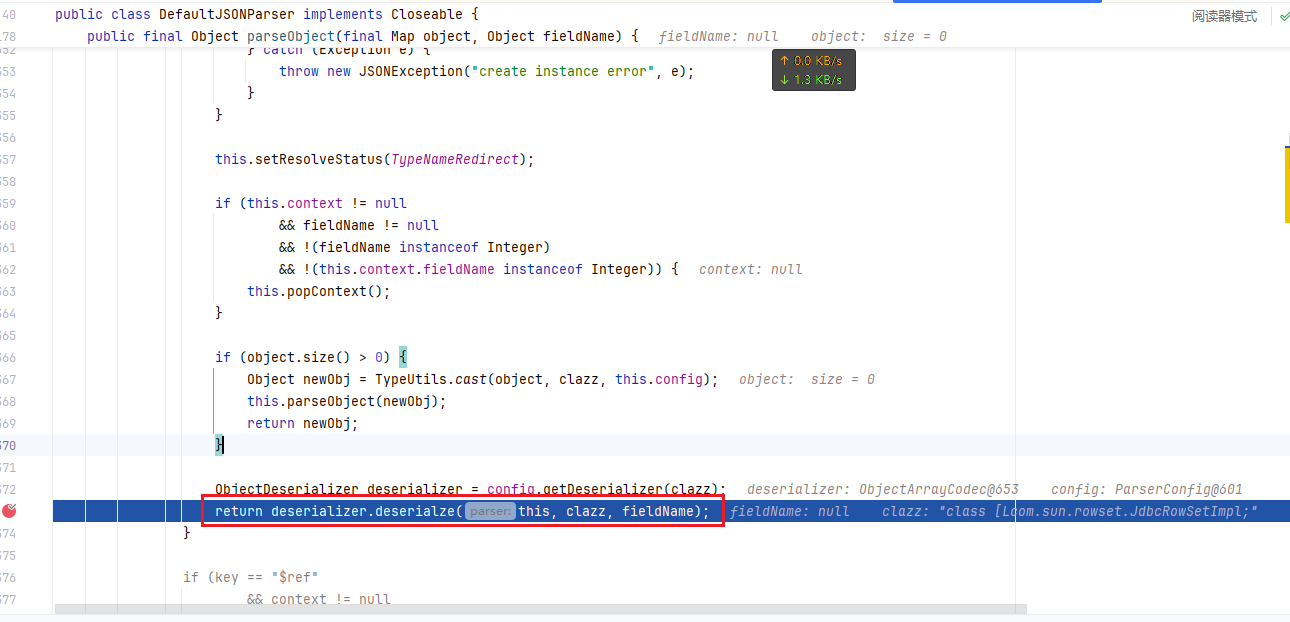 40 public class DefaultJSONParser implements Closeable { 阅读器模式
78 public final Object parseObject(final Map object, Object fieldName) { fieldName: null object: size = 0
352 } catch (Exception e) {
↑ 0.0 KB/s
353 throw new JSONException("create instance error", e);
↓ 1.3 KB/s
354 }
355 }
356
357 this.setResolveStatus(TypeNameRedirect);
358
359 if (this.context != null
360 && fieldName != null
361 && !(fieldName instanceof Integer)
362 && !(this.context.fieldName instanceof Integer)) { context: null
363 this.popContext();
364 }
365
366 if (object.size() > 0) {
367 Object newObj = TypeUtils.cast(object, clazz, this.config); object: size = 0
368 this.parseObject(newObj);
369 return newObj;
370 }
371
372 ObjectDeserializer deserializer = config.getDeserializer(clazz); deserializer: ObjectArrayCodec@653 config: ParserConfig@601
return deserializer.deserialze( parser: this, clazz, fieldName); fieldName: null clazz: "class [Lcom.sun.rowset.JdbcRowSetImpl;"
374 }
375
376 if (key == "$ref"
377 && context != null